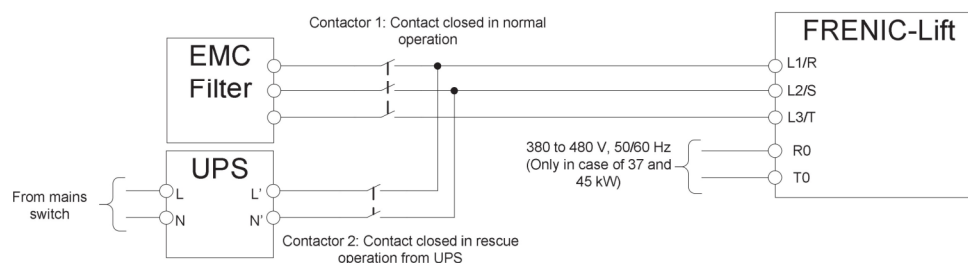 Contactor 1: Contact closed in normal
operation
FRENIC-Lift
EMC
Filter
L1/R
L2/S
L3/T
380 to 480 V, 50/60 Hz
(Only in case of 37 and
45 kW)
R0
T0
UPS
From mains
switch
L
L'
N
N'
Contactor 2: Contact closed in rescue
operation from UPS